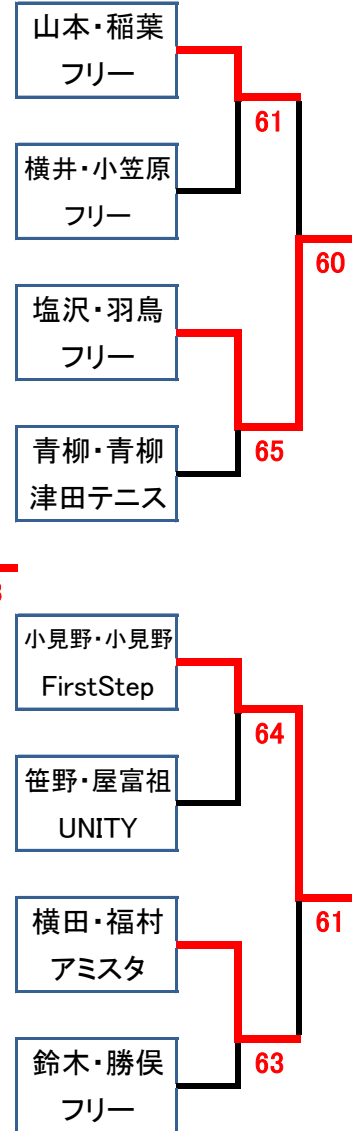 山本・稲葉
フリー
61
横井・小笠原
フリー
60
塩沢・羽鳥
フリー
65
青柳・青柳
津田テニス
小見野・小見野
FirstStep
64
笹野・屋富祖
UNITY
61
横田・福村
アミスタ
63
鈴木・勝俣
フリー